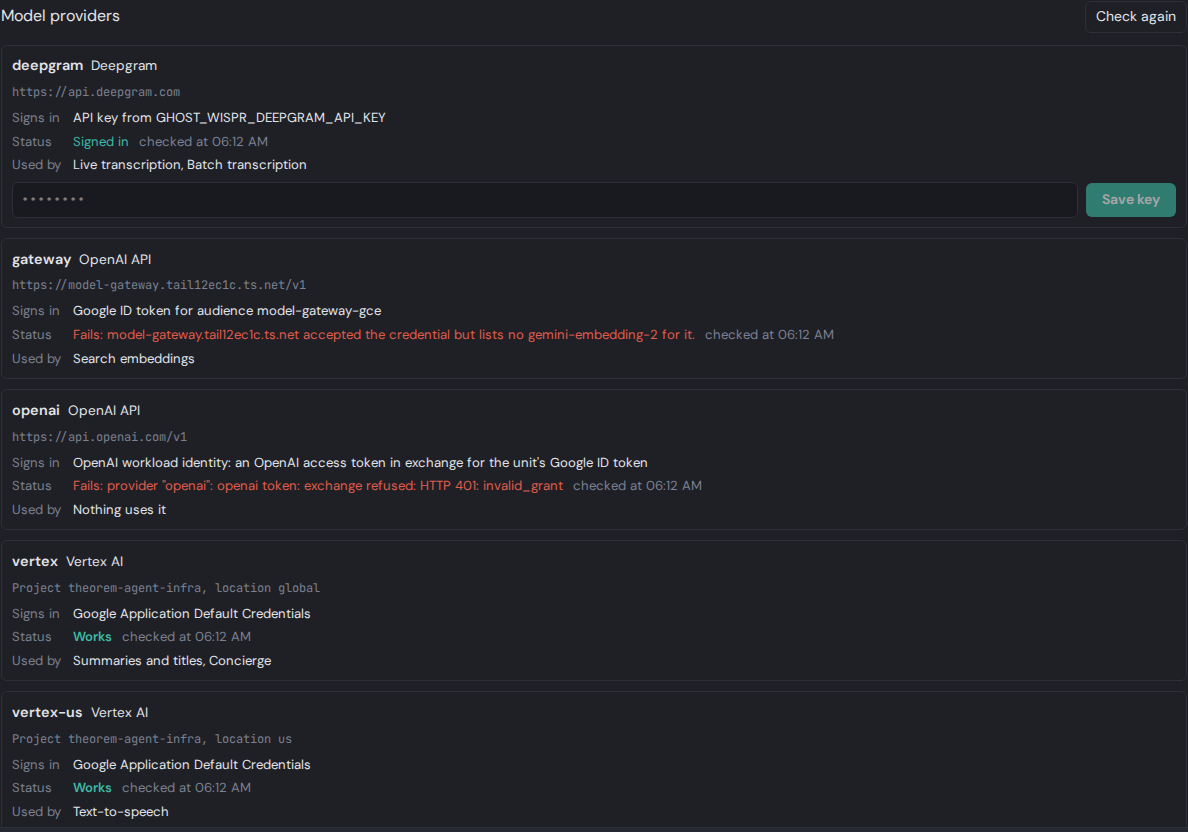 Model providers
Check again
deepgram Deepgram
https://api.deepgram.com
Signs in API key from GHOST_WISPR_DEEPGRAM_API_KEY
Status Signed in checked at 06:12 AM
Used by Live transcription, Batch transcription
••••••••
Save key
gateway OpenAI API
https://model-gateway.tail12ec1c.ts.net/v1
Signs in Google ID token for audience model-gateway-gce
Status Fails: model-gateway.tail12ec1c.ts.net accepted the credential but lists no gemini-embedding-2 for it. checked at 06:12 AM
Used by Search embeddings
openai OpenAI API
https://api.openai.com/v1
Signs in OpenAI workload identity: an OpenAI access token in exchange for the unit's Google ID token
Status Fails: provider "openai": openai token: exchange refused: HTTP 401: invalid_grant checked at 06:12 AM
Used by Nothing uses it
vertex Vertex AI
Project theorem-agent-infra, location global
Signs in Google Application Default Credentials
Status Works checked at 06:12 AM
Used by Summaries and titles, Concierge
vertex-us Vertex AI
Project theorem-agent-infra, location us
Signs in Google Application Default Credentials
Status Works checked at 06:12 AM
Used by Text-to-speech